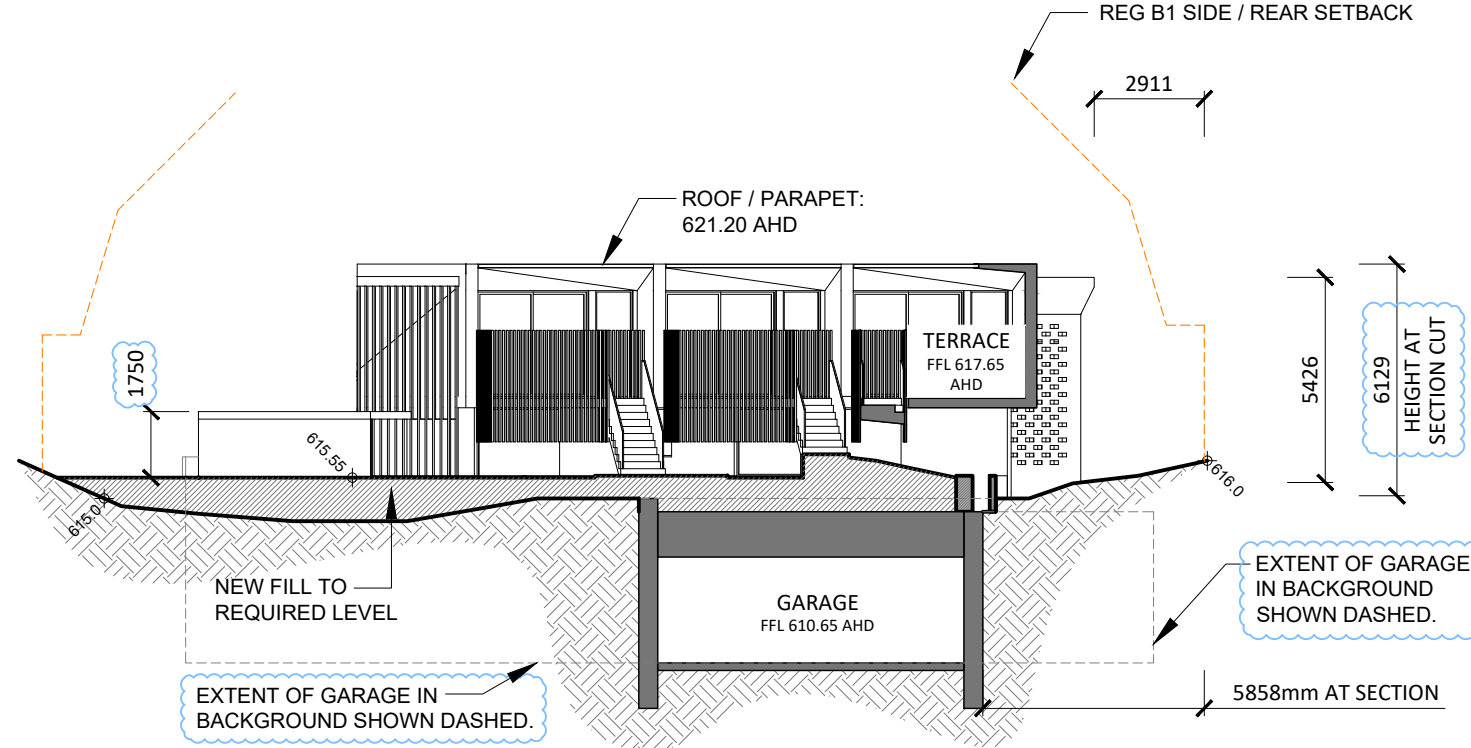 REG B1 SIDE / REAR SETBACK
2911
ROOF / PARAPET:
621.20 AHD
1750
TERRACE
FFL 617.65
AHD
5426
6129
HEIGHT AT
SECTION CUT
615.55
616.0
615.0
NEW FILL TO
REQUIRED LEVEL
GARAGE
FFL 610.65 AHD
EXTENT OF GARAGE
IN BACKGROUND
SHOWN DASHED.
EXTENT OF GARAGE IN
BACKGROUND SHOWN DASHED.
5858mm AT SECTION